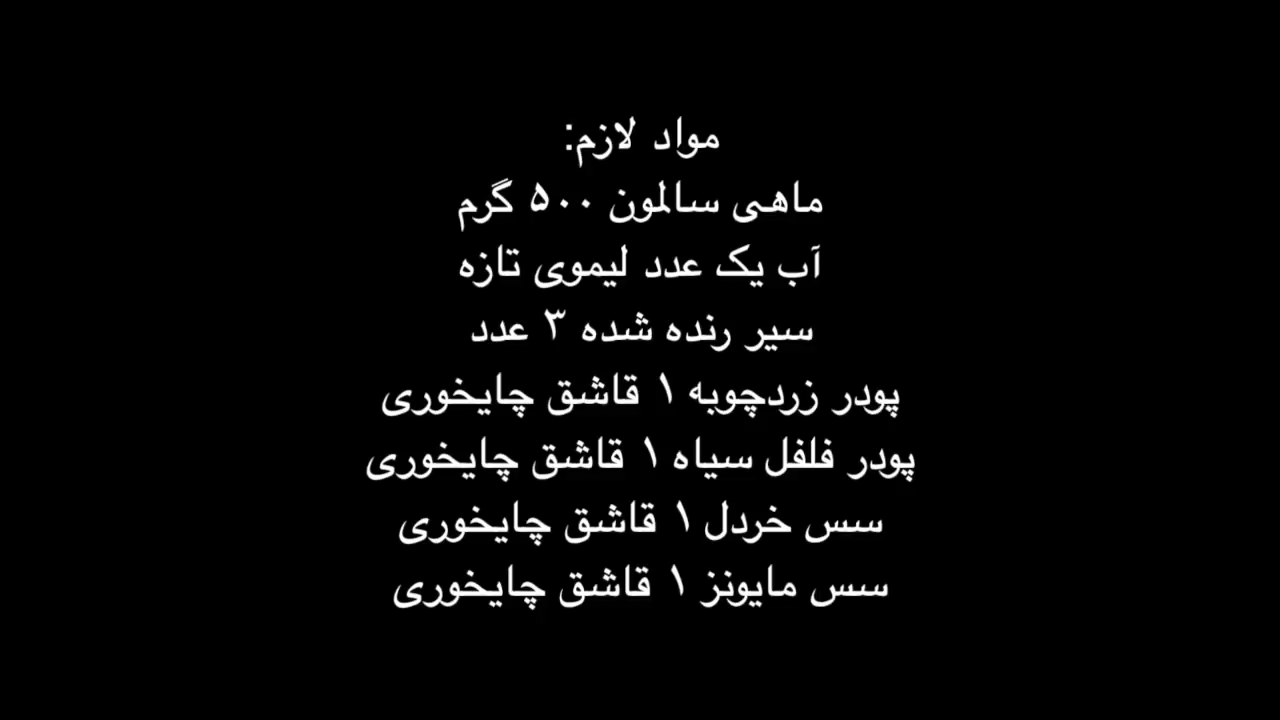 مواد لازم:
ماهی سالمون ۵۰۰ گرم
آب یک عدد لیموی تازه
سیر رنده شده ۳ عدد
پودر زردچوبه ۱ قاشق چایخوری
پودر فلفل سیاه ۱ قاشق چایخوری
سس خردل ۱ قاشق چایخوری
سس مایونز ۱ قاشق چایخوری